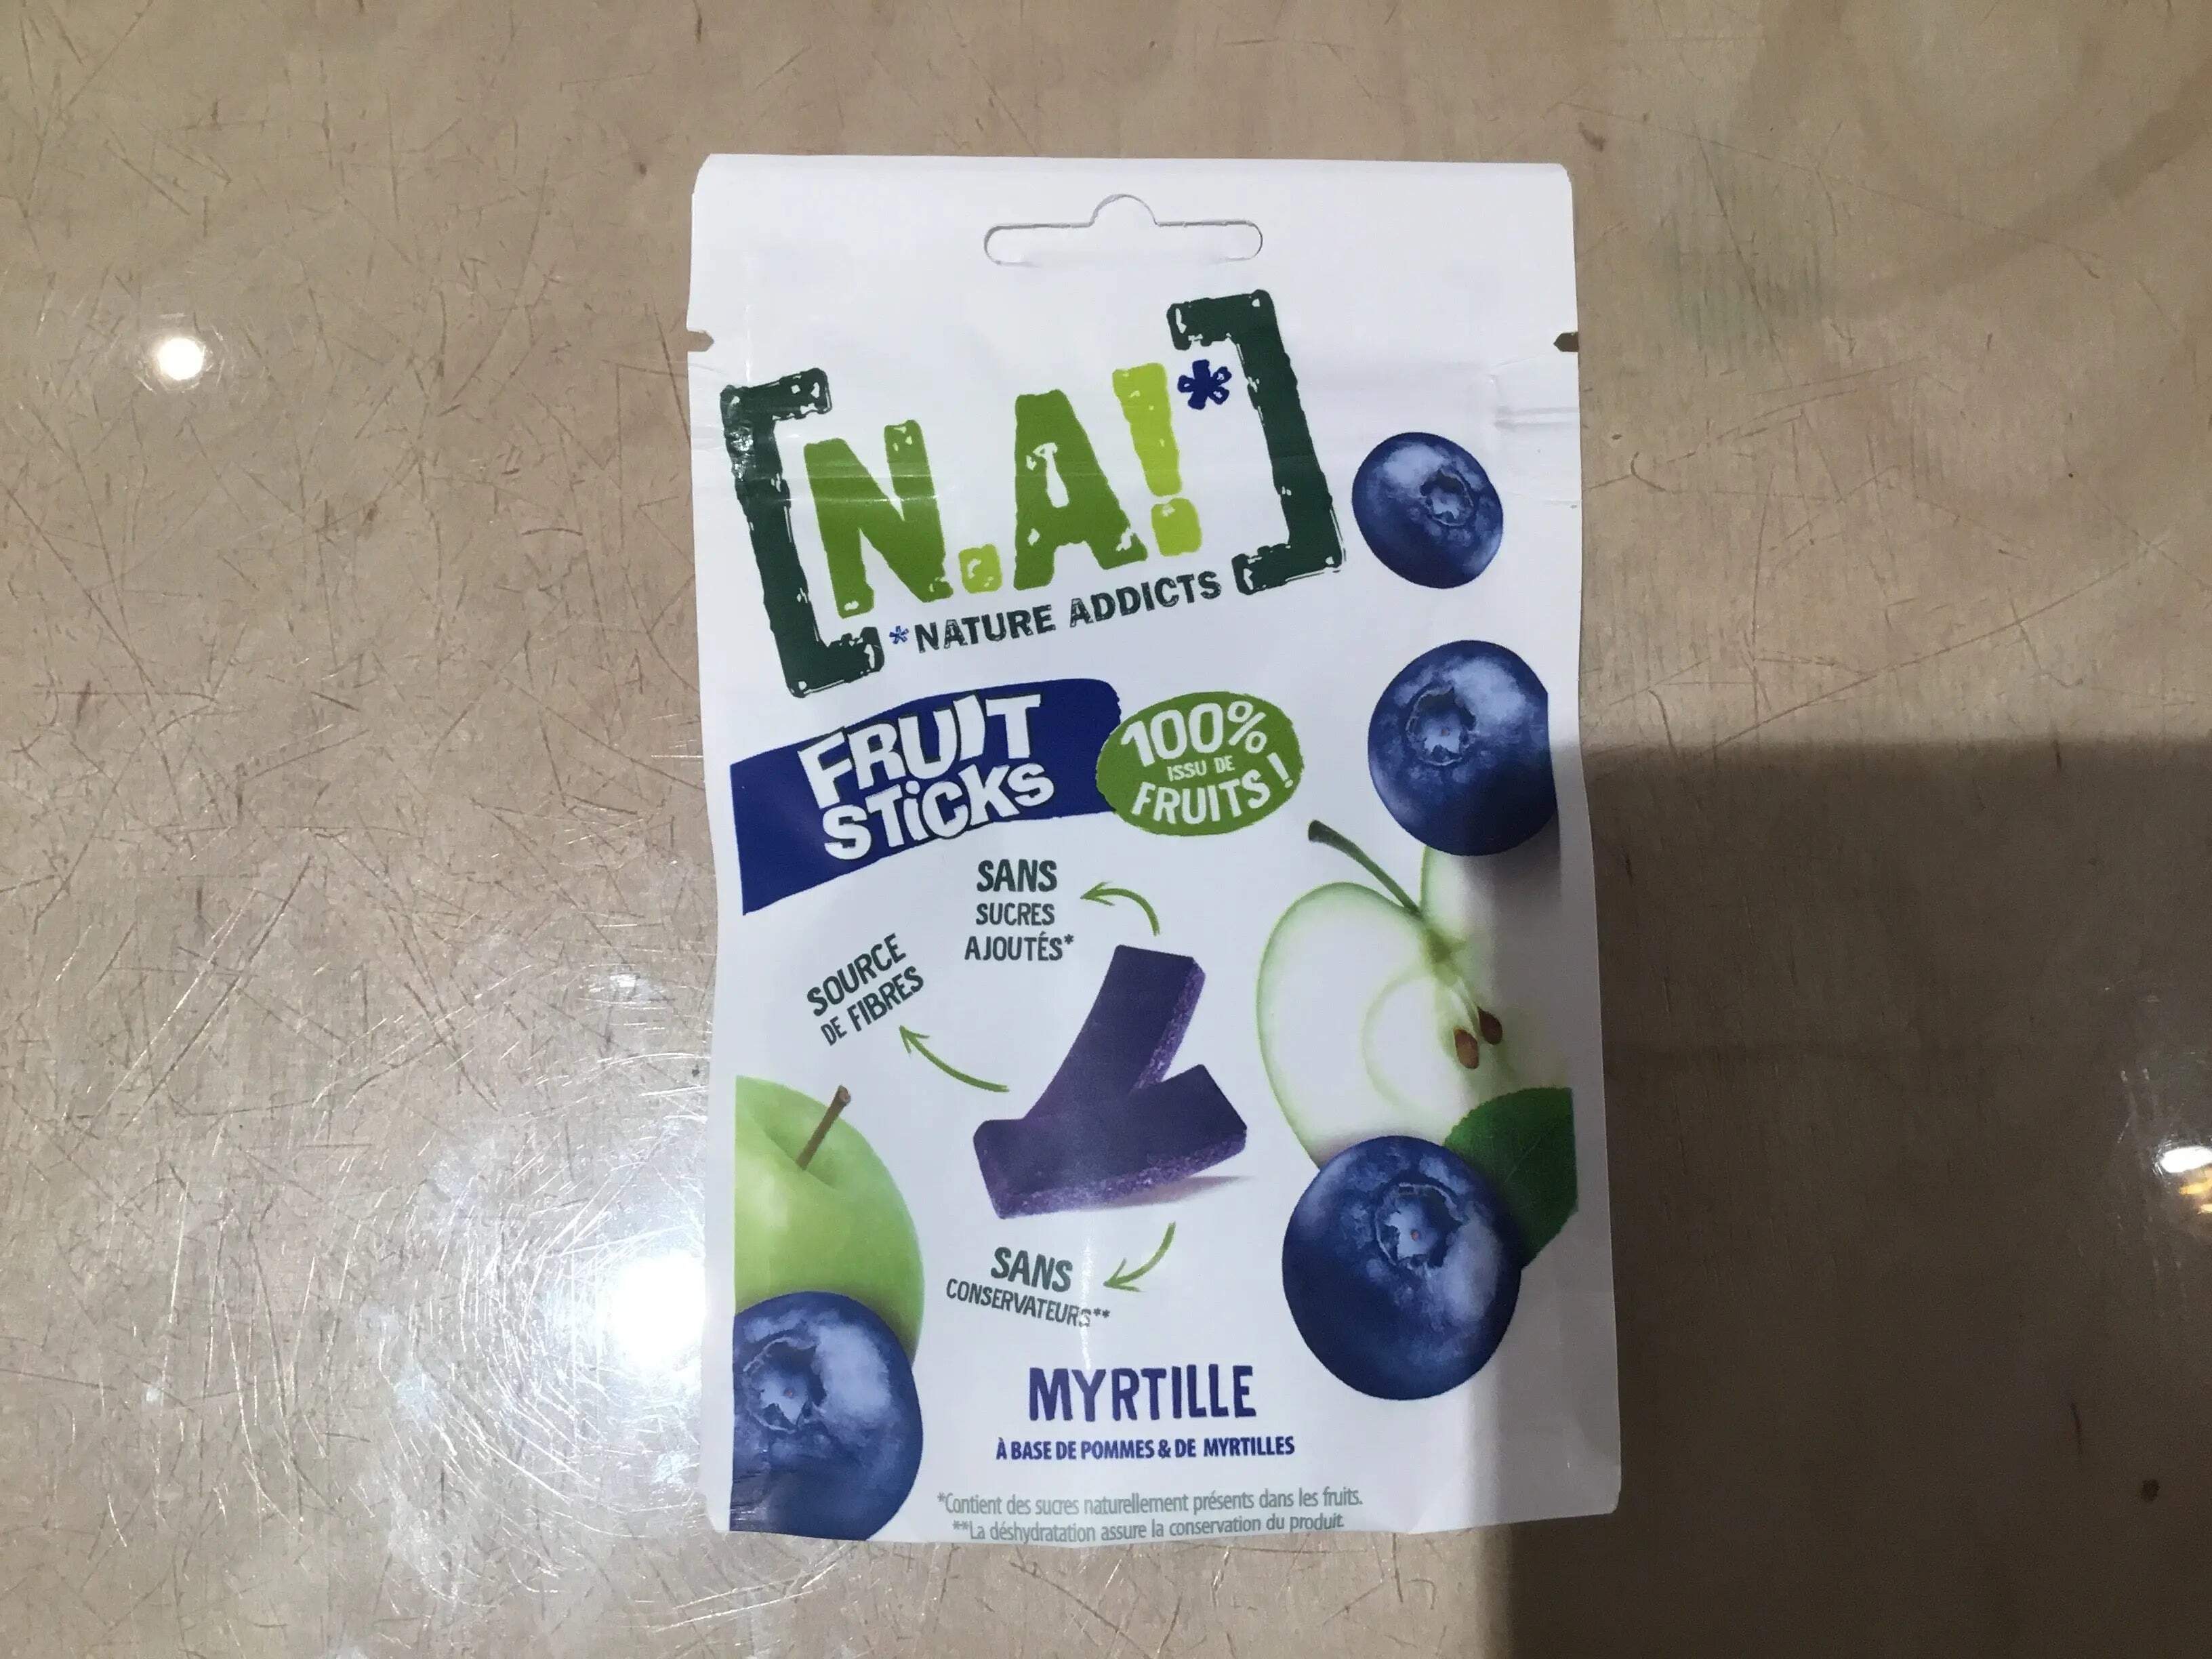 [N.A!*]
*NATURE ADDICTS
FRUIT
STiCKS
100%
ISSU DE
FRUITS!
SANS
SUCRES
AJOUTÉS*
SOURCE
DE FIBRES
SANS
CONSERVATEURS**
MYRTILLE
À BASE DE POMMES & DE MYRTILLES
*Contient des sucres naturellement présents dans les fruits.
**La déshydratation assure la conservation du produit